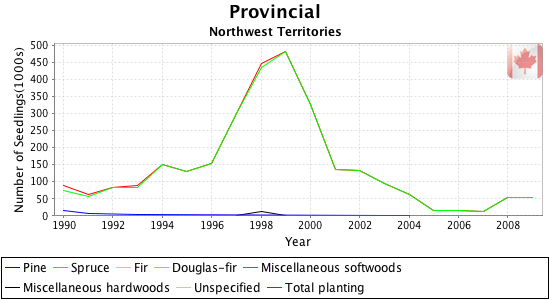 Provincial
Northwest Territories
Number of Seedlings(1000s)
500
450
400
350
300
250
200
150
100
50
0
1990 1992 1994 1996 1998 2000 2002 2004 2006 2008
Year
Pine Spruce Fir Douglas-fir Miscellaneous softwoods
Miscellaneous hardwoods Unspecified Total planting